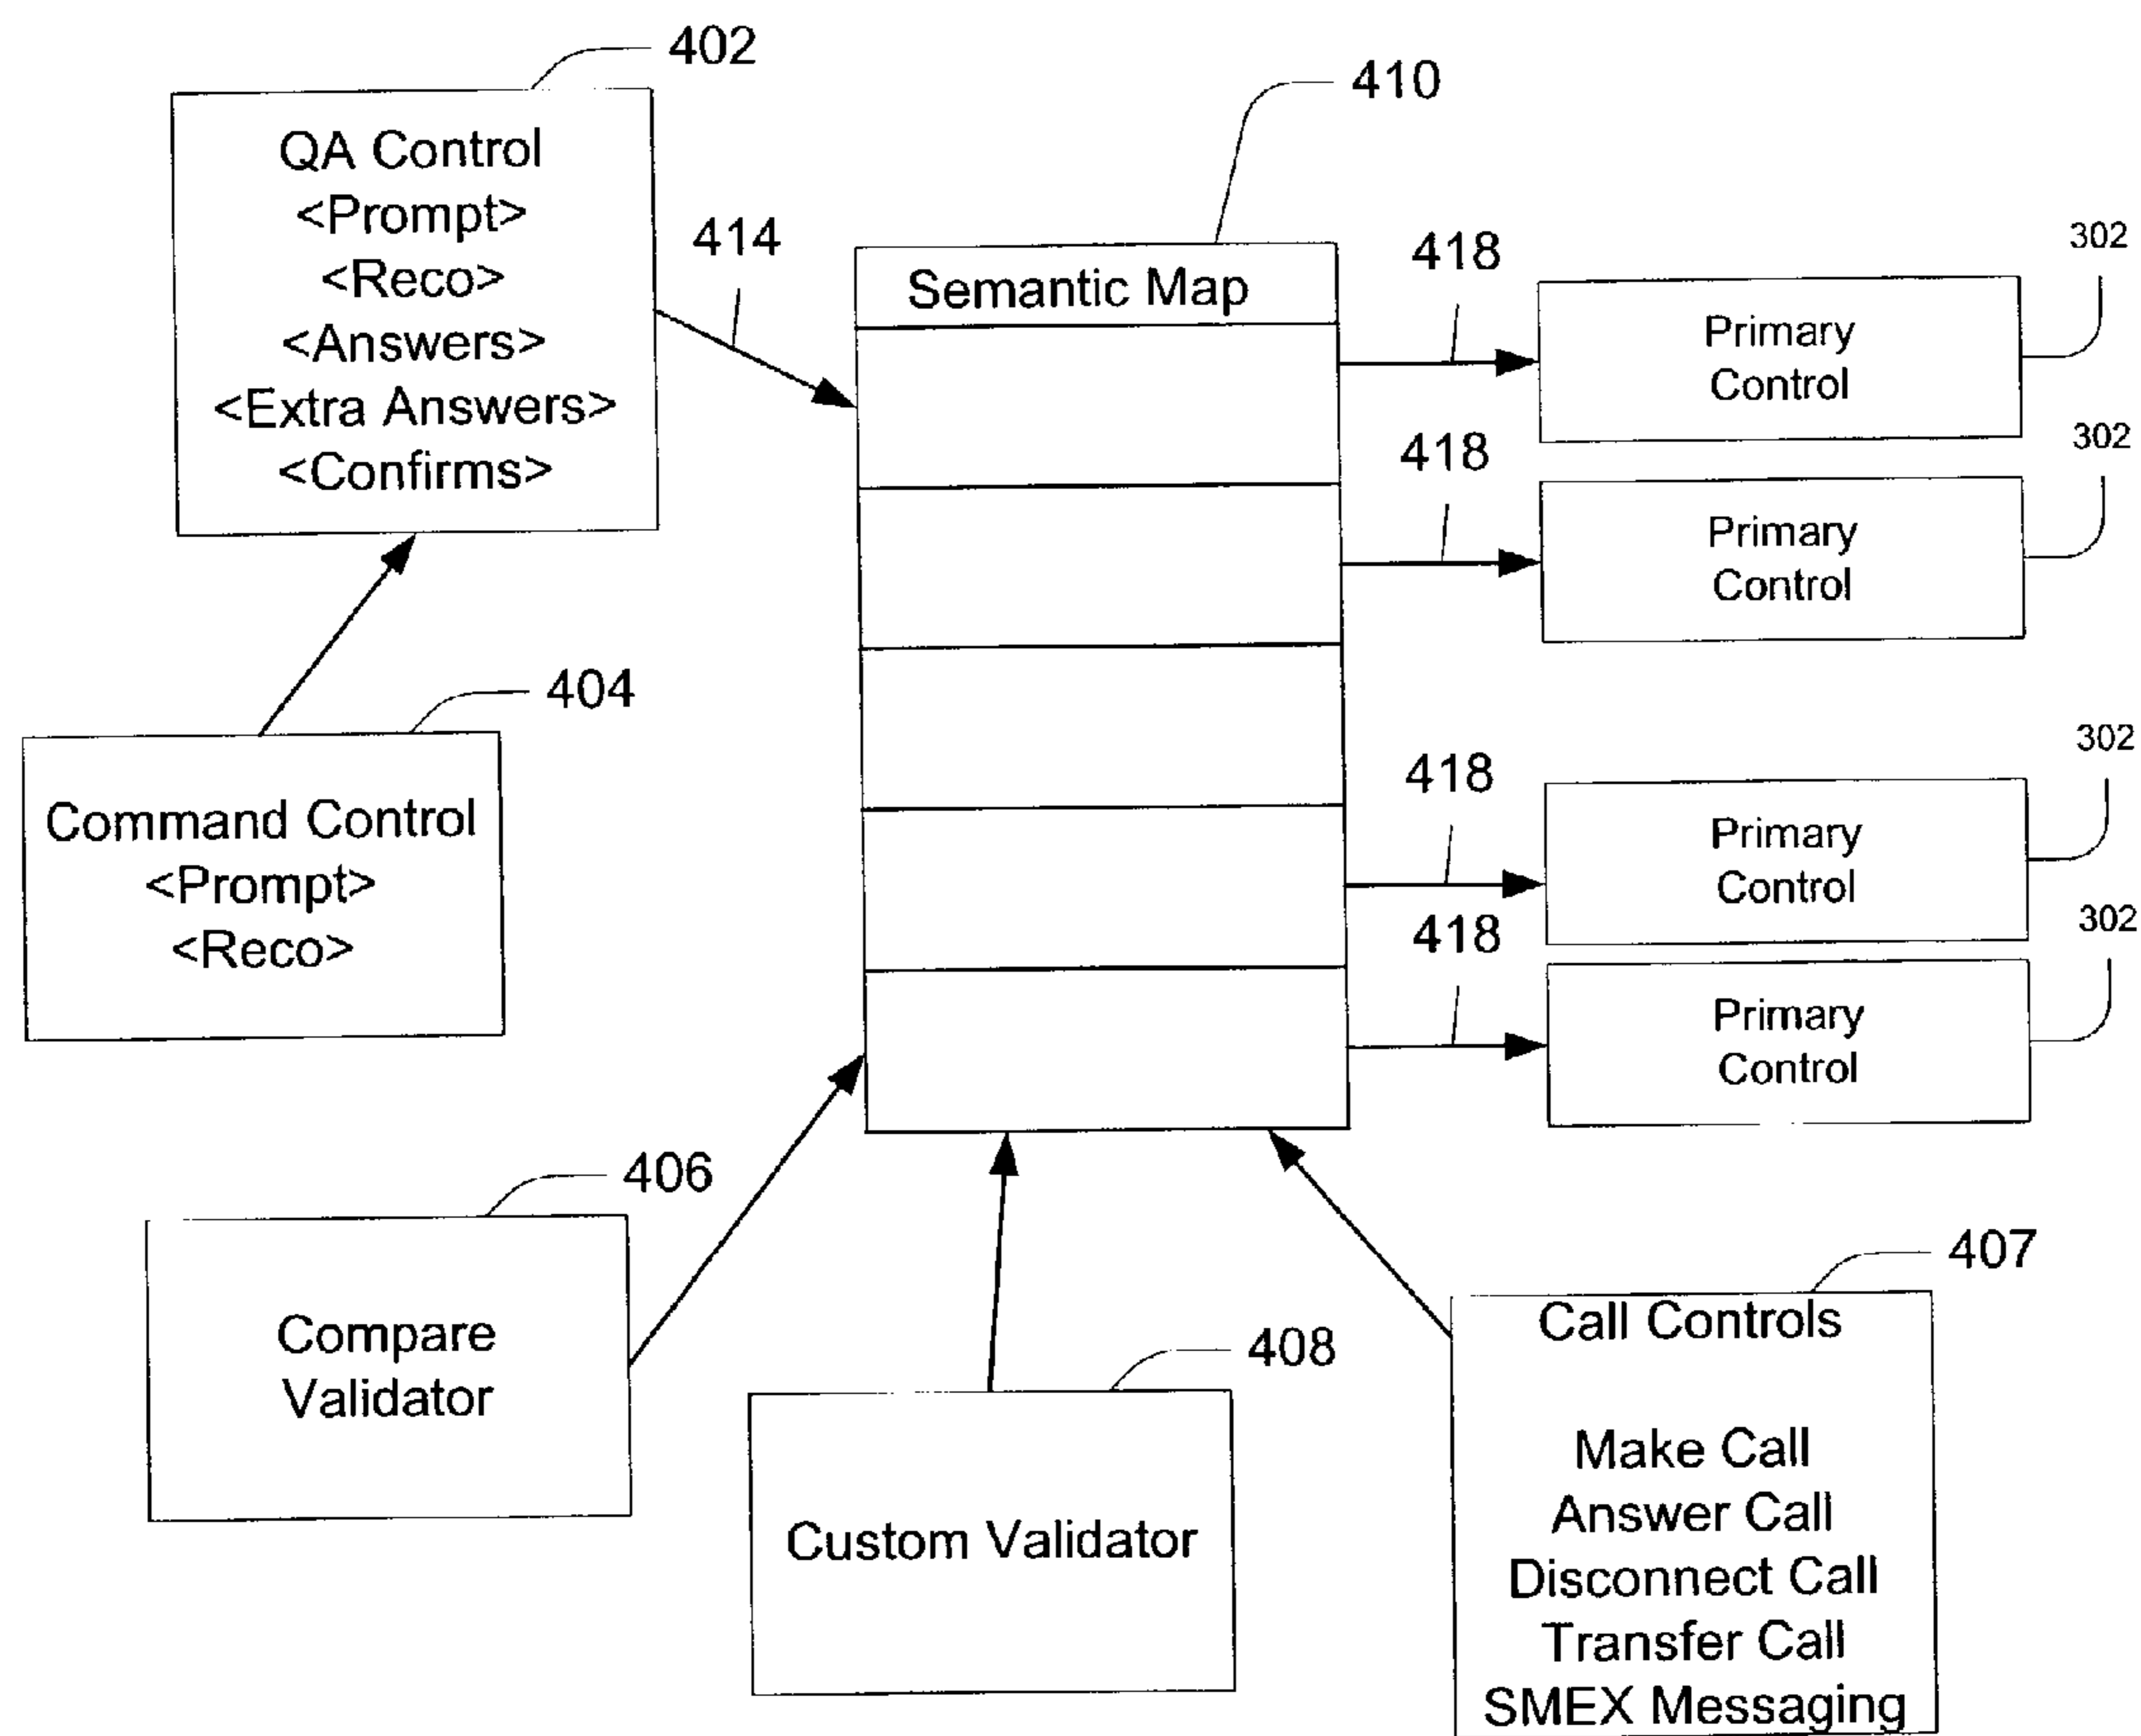 402
QA Control
<Prompt>
<Reco>
<Answers>
<Extra Answers>
<Confirms>
414
410
Semantic Map
418
Primary
Control
302
418
Primary
Control
302
404
Command Control
<Prompt>
<Reco>
418
Primary
Control
302
418
Primary
Control
302
406
Compare
Validator
408
Custom Validator
407
Call Controls
Make Call
Answer Call
Disconnect Call
Transfer Call
SMEX Messaging